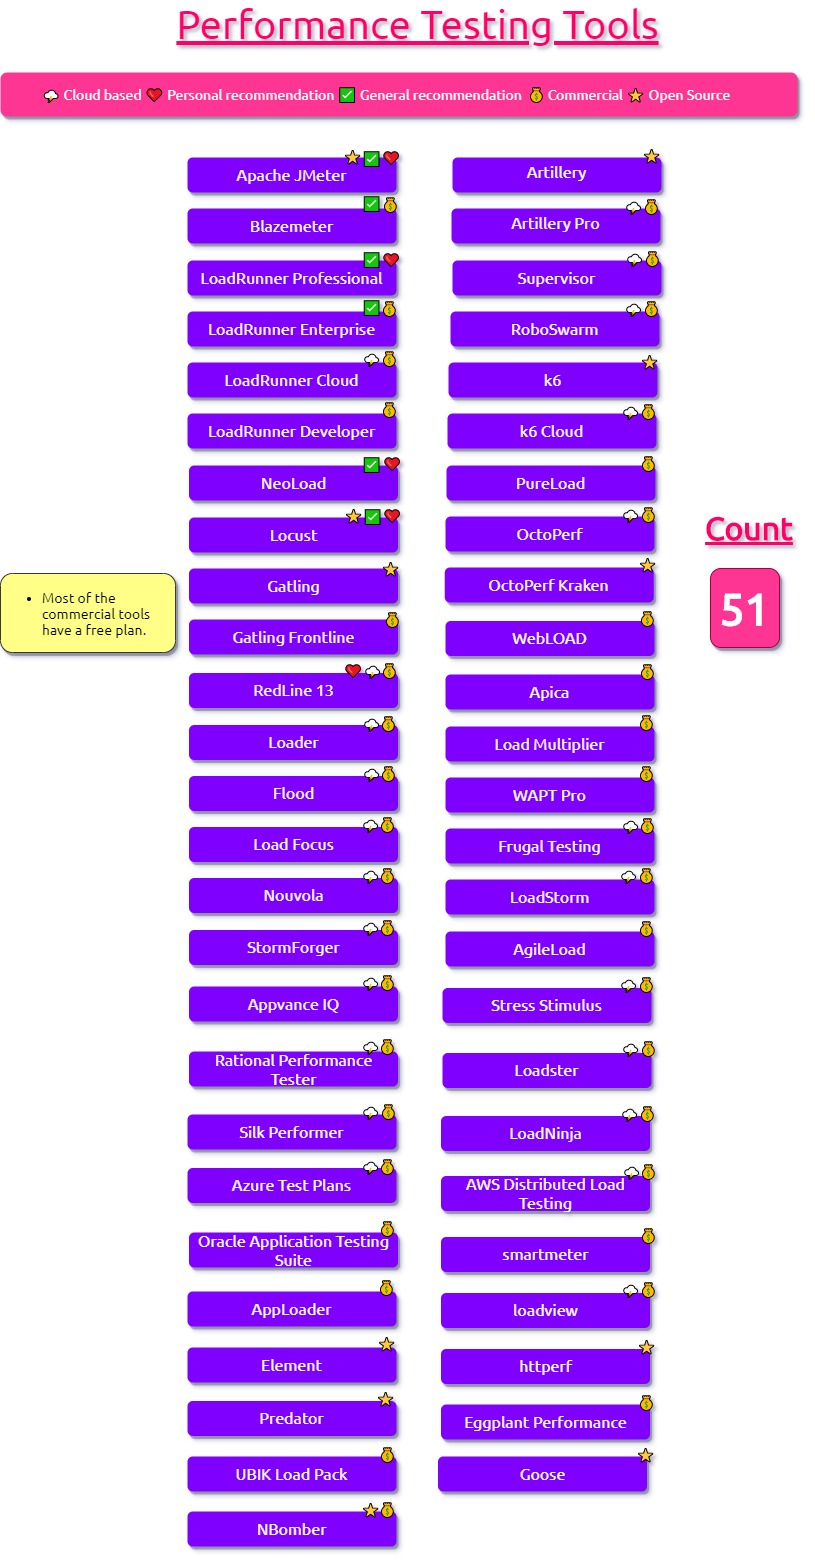 Performance Testing Tools
Cloud based Personal recommendation General recommendation Commercial Open Source
Apache JMeter
Blazemeter
LoadRunner Professional
LoadRunner Enterprise
LoadRunner Cloud
LoadRunner Developer
NeoLoad
Locust
Gatling
Gatling Frontline
RedLine 13
Loader
Flood
Load Focus
Nouvola
StormForger
Appvance IQ
Rational Performance
Tester
Silk Performer
Azure Test Plans
Oracle Application Testing
Suite
AppLoader
Element
Predator
UBIK Load Pack
NBomber
Artillery
Artillery Pro
Supervisor
RoboSwarm
k6
k6 Cloud
PureLoad
OctoPerf
OctoPerf Kraken
WebLOAD
Apica
Load Multiplier
WAPT Pro
Frugal Testing
LoadStorm
AgileLoad
Stress Stimulus
Loadster
LoadNinja
AWS Distributed Load
Testing
smartmeter
loadview
httperf
Eggplant Performance
Goose
Most of the
commercial tools
have a free plan.
Count
51